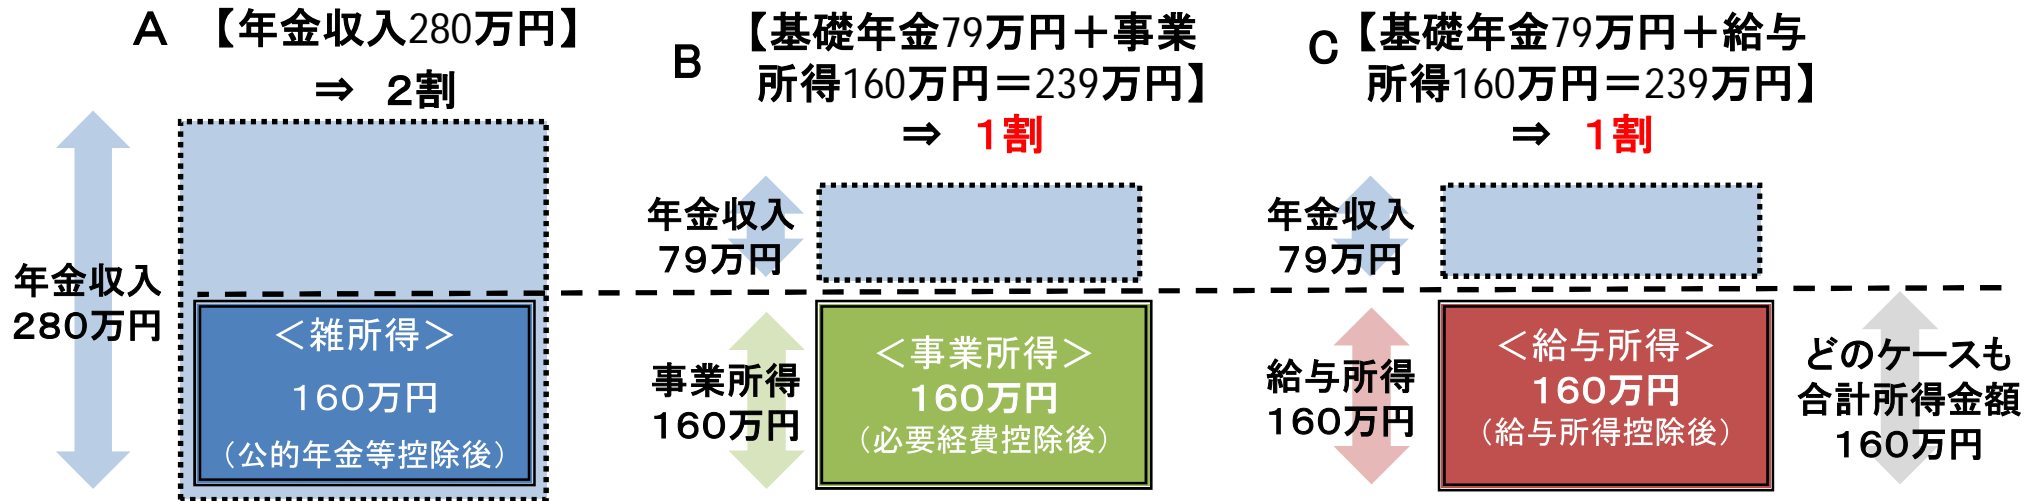 A 【年金収入280万円】
⇒ 2割
年金収入
280万円
＜雑所得＞
160万円
（公的年金等控除後）
B 【基礎年金79万円＋事業
所得160万円＝239万円】
⇒ 1割
年金収入
79万円
事業所得
160万円
＜事業所得＞
160万円
（必要経費控除後）
C 【基礎年金79万円＋給与
所得160万円＝239万円】
⇒ 1割
年金収入
79万円
給与所得
160万円
＜給与所得＞
160万円
（給与所得控除後）
どのケースも
合計所得金額
160万円